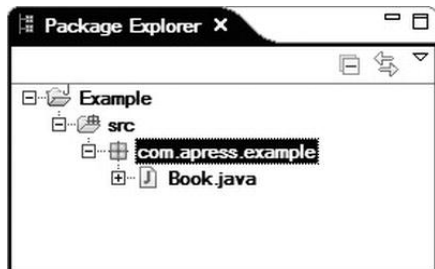 Package Explorer
Example
src
com.apress.example
Book.java